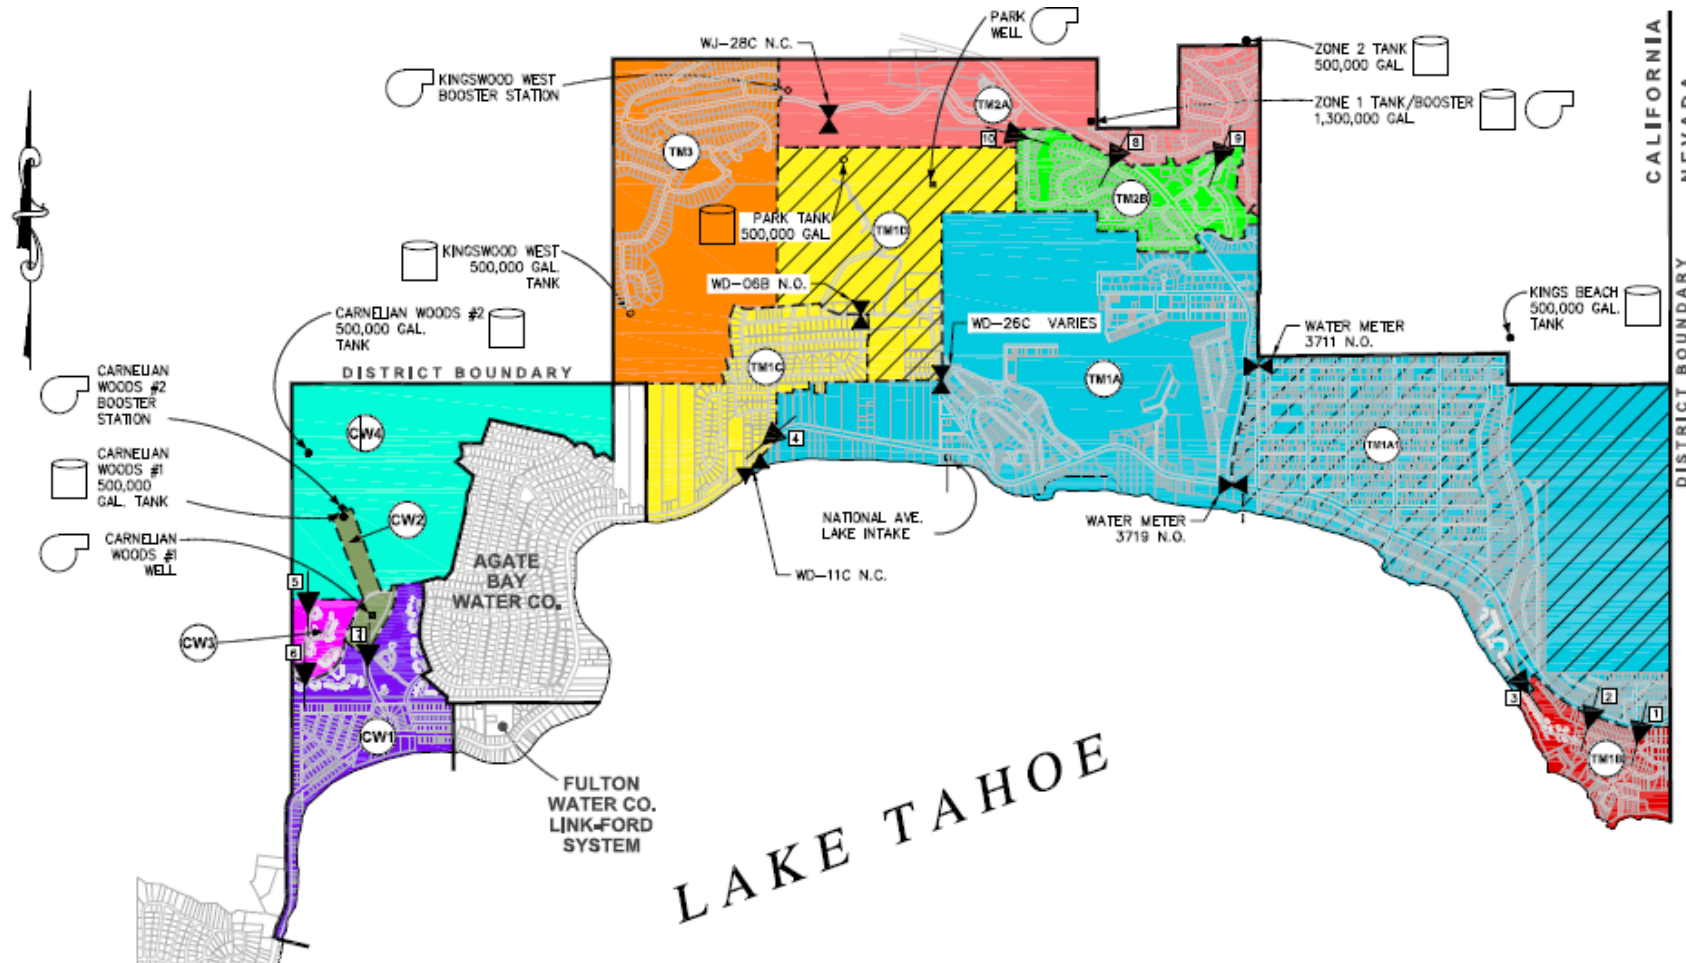 PARK
WELL
WJ-28C N.C.
ZONE 2 TANK
500,000 GAL.
KINGSWOOD WEST
BOOSTER STATION
ZONE 1 TANK/BOOSTER
1,300,000 GAL.
CALIFORNIA
NEVADA
TM2A
10
8
9
TM3
TM2B
PARK TANK
500,000 GAL.
TM1D
KINGSWOOD WEST
500,000 GAL.
TANK
WD-06B N.O.
DISTRICT BOUNDARY
CARNELIAN WOODS #2
500,000 GAL.
TANK
WD-26C VARIES
WATER METER
3711 N.O.
KINGS BEACH
500,000 GAL.
TANK
DISTRICT BOUNDARY
CARNELIAN
WOODS #2
BOOSTER
STATION
TM1C
TM1A
CW4
4
TM1A1
CARNELIAN
WOODS #1
500,000
GAL. TANK
CW2
NATIONAL AVE.
LAKE INTAKE
WATER METER
3719 N.O.
CARNELIAN
WOODS #1
WELL
AGATE
BAY
WATER CO.
WD-11C N.C.
5
7
CW3
6
3
2
1
CW1
TM1B
FULTON
WATER CO.
LINK-FORD
SYSTEM
LAKE TAHOE